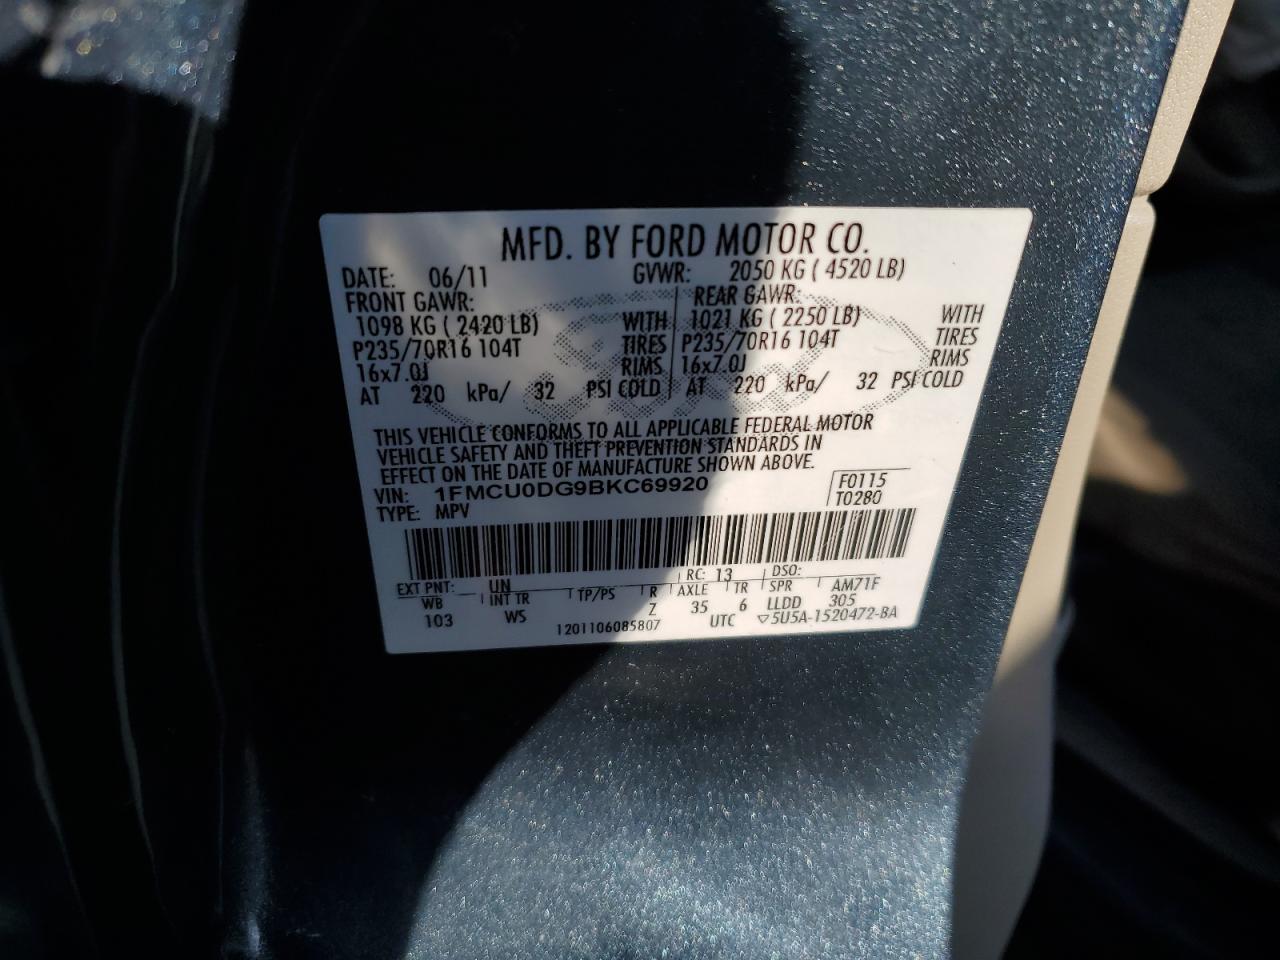 MFD. BY FORD MOTOR CO.
DATE: 06/11 GVWR: 2050 KG ( 4520 LB)
FRONT GAWR: REAR GAWR:
1098 KG ( 2420 LB) WITH 1021 KG ( 2250 LB) WITH
P235/70R16 104T TIRES P235/70R16 104T TIRES
16x7.0J RIMS 16x7.0J RIMS
AT 220 kPa/ 32 PSI COLD AT 220 kPa/ 32 PSI COLD
THIS VEHICLE CONFORMS TO ALL APPLICABLE FEDERAL MOTOR
VEHICLE SAFETY AND THEFT PREVENTION STANDARDS IN
EFFECT ON THE DATE OF MANUFACTURE SHOWN ABOVE.
VIN: 1FMCU0DG9BKC69920 F0115
TYPE: MPV T0280
EXT PNT: UN RC: 13 DSO:
WB INT TR TP/PS R AXLE TR SPR AM71F
103 WS Z 35 6 LLDD 305
1201106085807 UTC ▽5U5A-1520472-BA